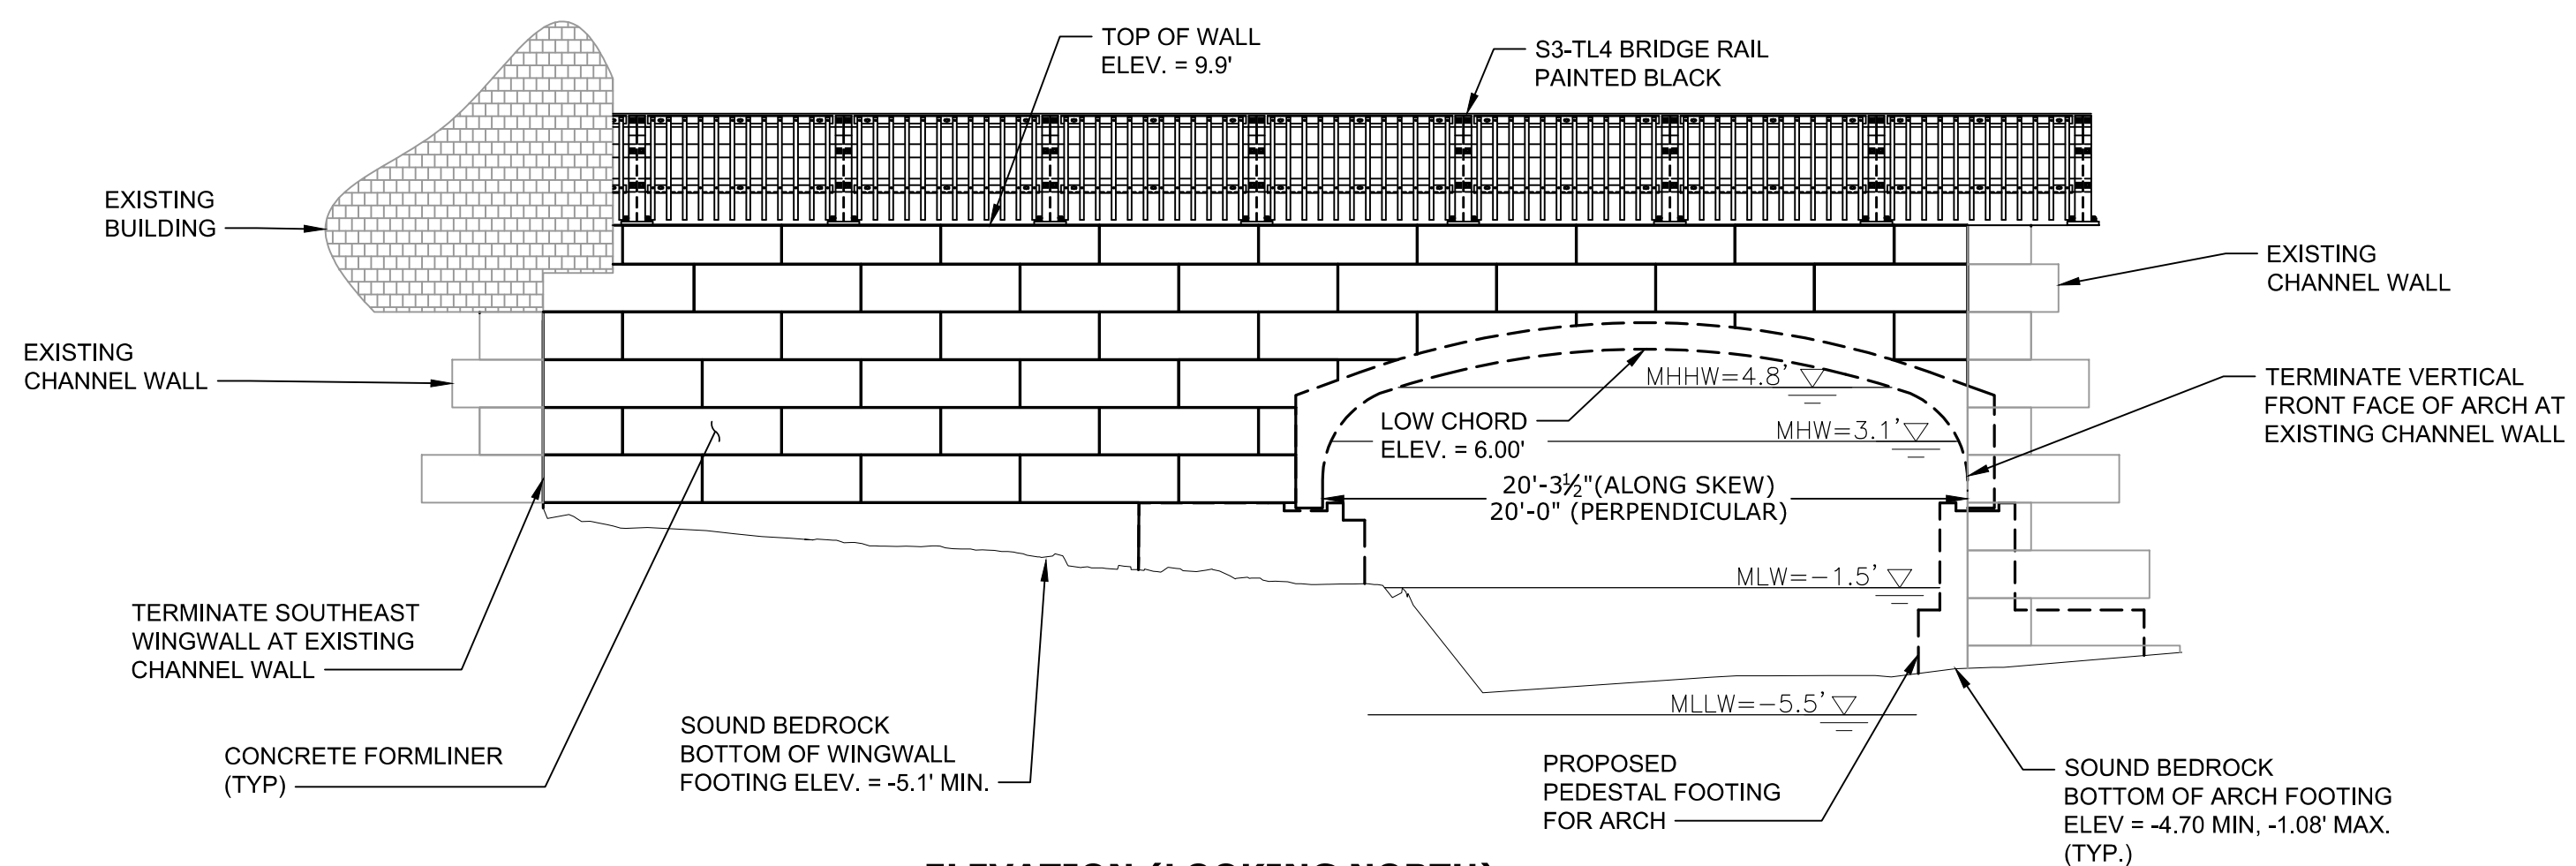 TOP OF WALL
ELEV. = 9.9'
S3-TL4 BRIDGE RAIL
PAINTED BLACK
EXISTING
BUILDING
EXISTING
CHANNEL WALL
EXISTING
CHANNEL WALL
MHHW=4.8'
TERMINATE VERTICAL
FRONT FACE OF ARCH AT
EXISTING CHANNEL WALL
LOW CHORD
ELEV. = 6.00'
MHW=3.1'
20'-3½"(ALONG SKEW)
20'-0" (PERPENDICULAR)
MLW=-1.5'
TERMINATE SOUTHEAST
WINGWALL AT EXISTING
CHANNEL WALL
MLLW=-5.5'
SOUND BEDROCK
BOTTOM OF WINGWALL
FOOTING ELEV. = -5.1' MIN.
CONCRETE FORMLINER
(TYP)
PROPOSED
PEDESTAL FOOTING
FOR ARCH
SOUND BEDROCK
BOTTOM OF ARCH FOOTING
ELEV = -4.70 MIN, -1.08' MAX.
(TYP.)
ELEVATION (LOOKING NORTH)